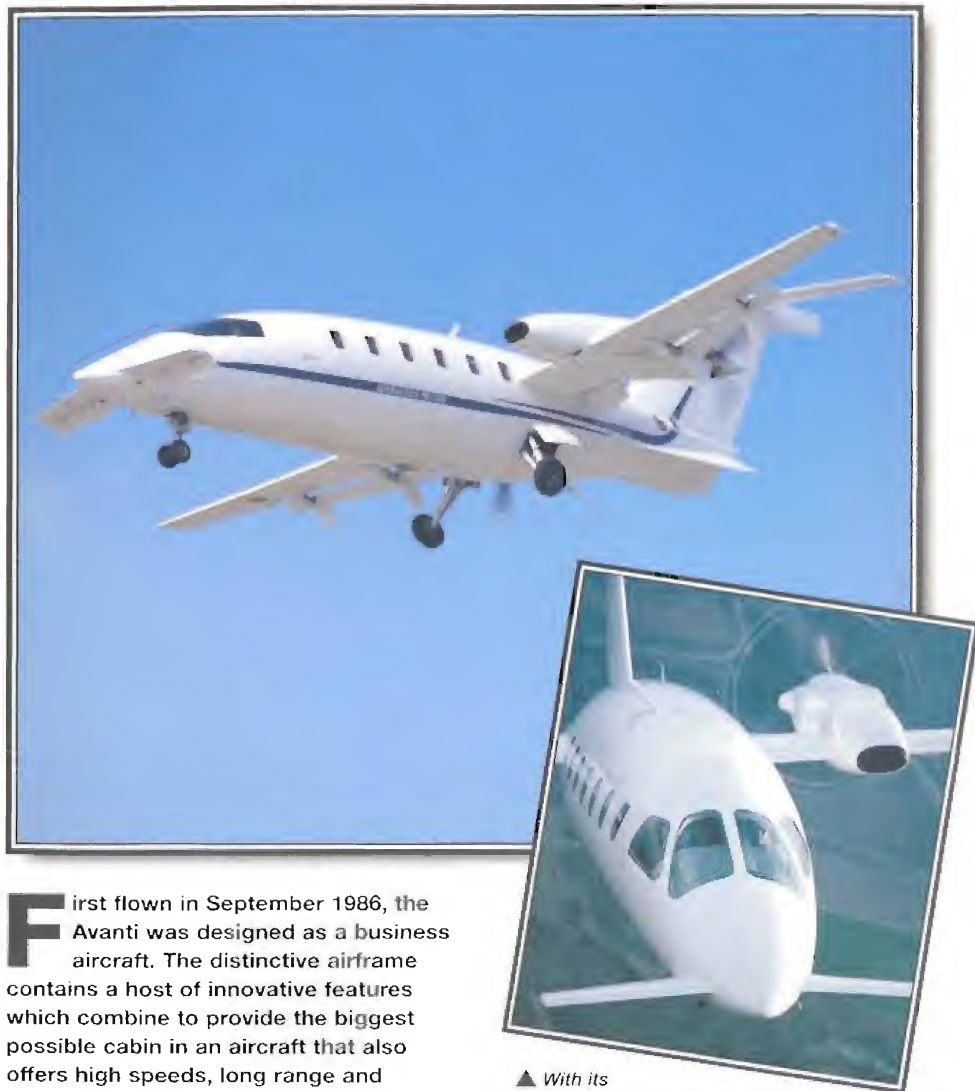 First flown in September 1986, the
Avanti was designed as a business
aircraft. The distinctive airframe
contains a host of innovative features
which combine to provide the biggest
possible cabin in an aircraft that also
offers high speeds, long range and
▲ With its